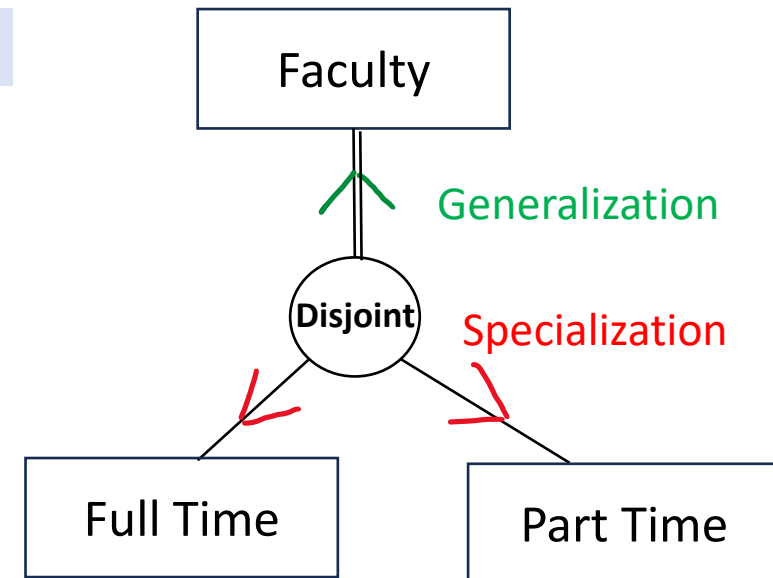 Faculty
Generalization
Disjoint
Specialization
Full Time
Part Time